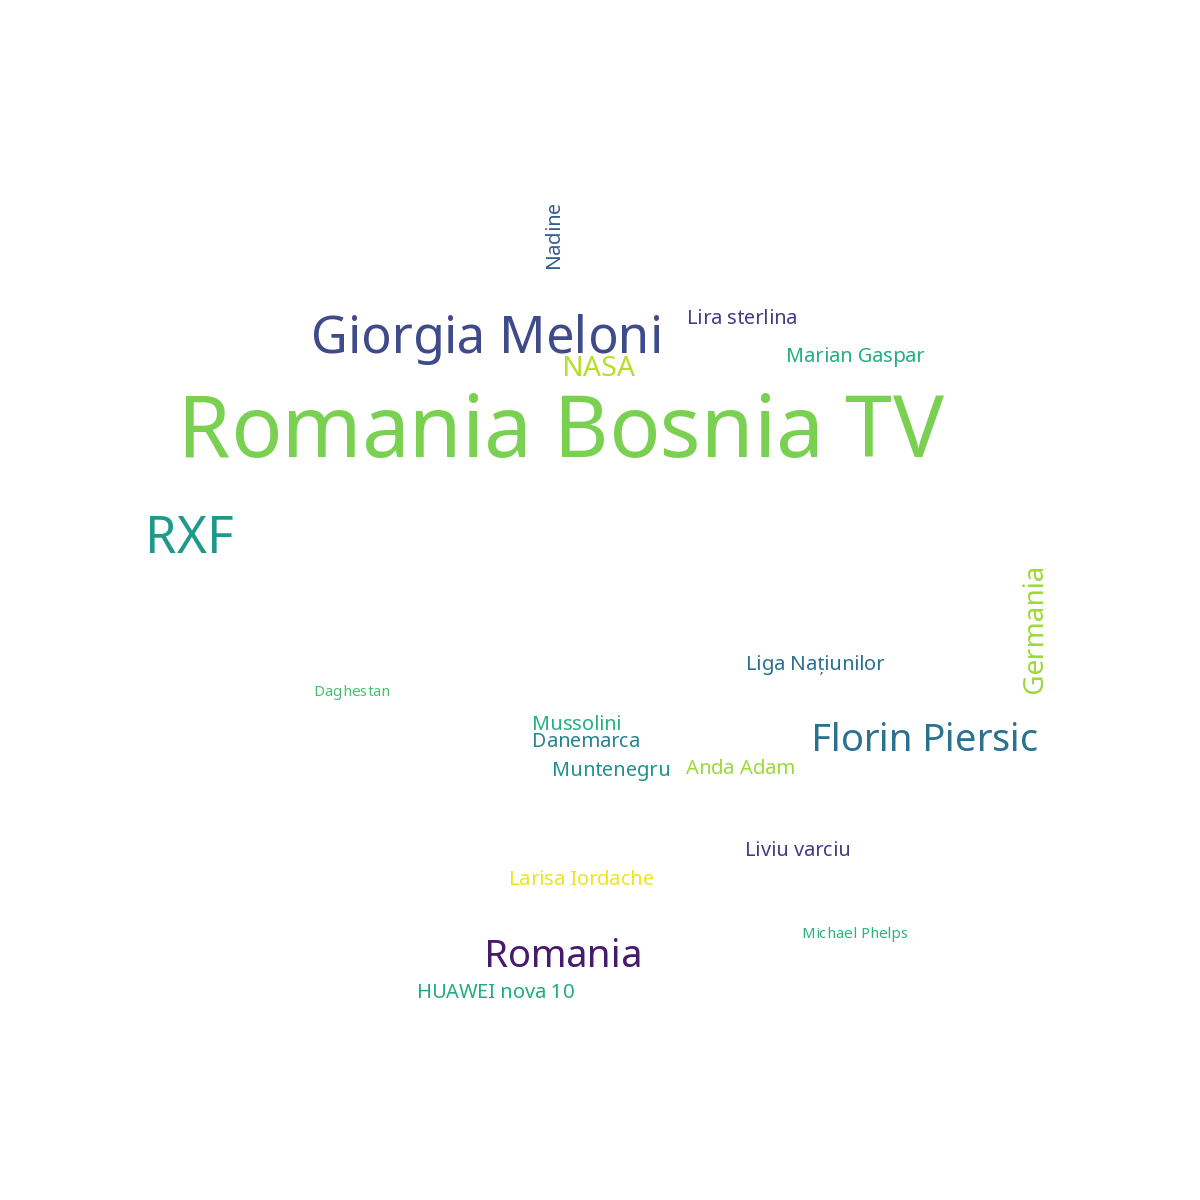 Nadine
Giorgia Meloni
Lira sterlina
Marian Gaspar
NASA
Romania Bosnia TV
RXF
Germania
Liga Națiunilor
Daghestan
Mussolini
Danemarca
Florin Piersic
Muntenegru
Anda Adam
Liviu varciu
Larisa Iordache
Michael Phelps
Romania
HUAWEI nova 10